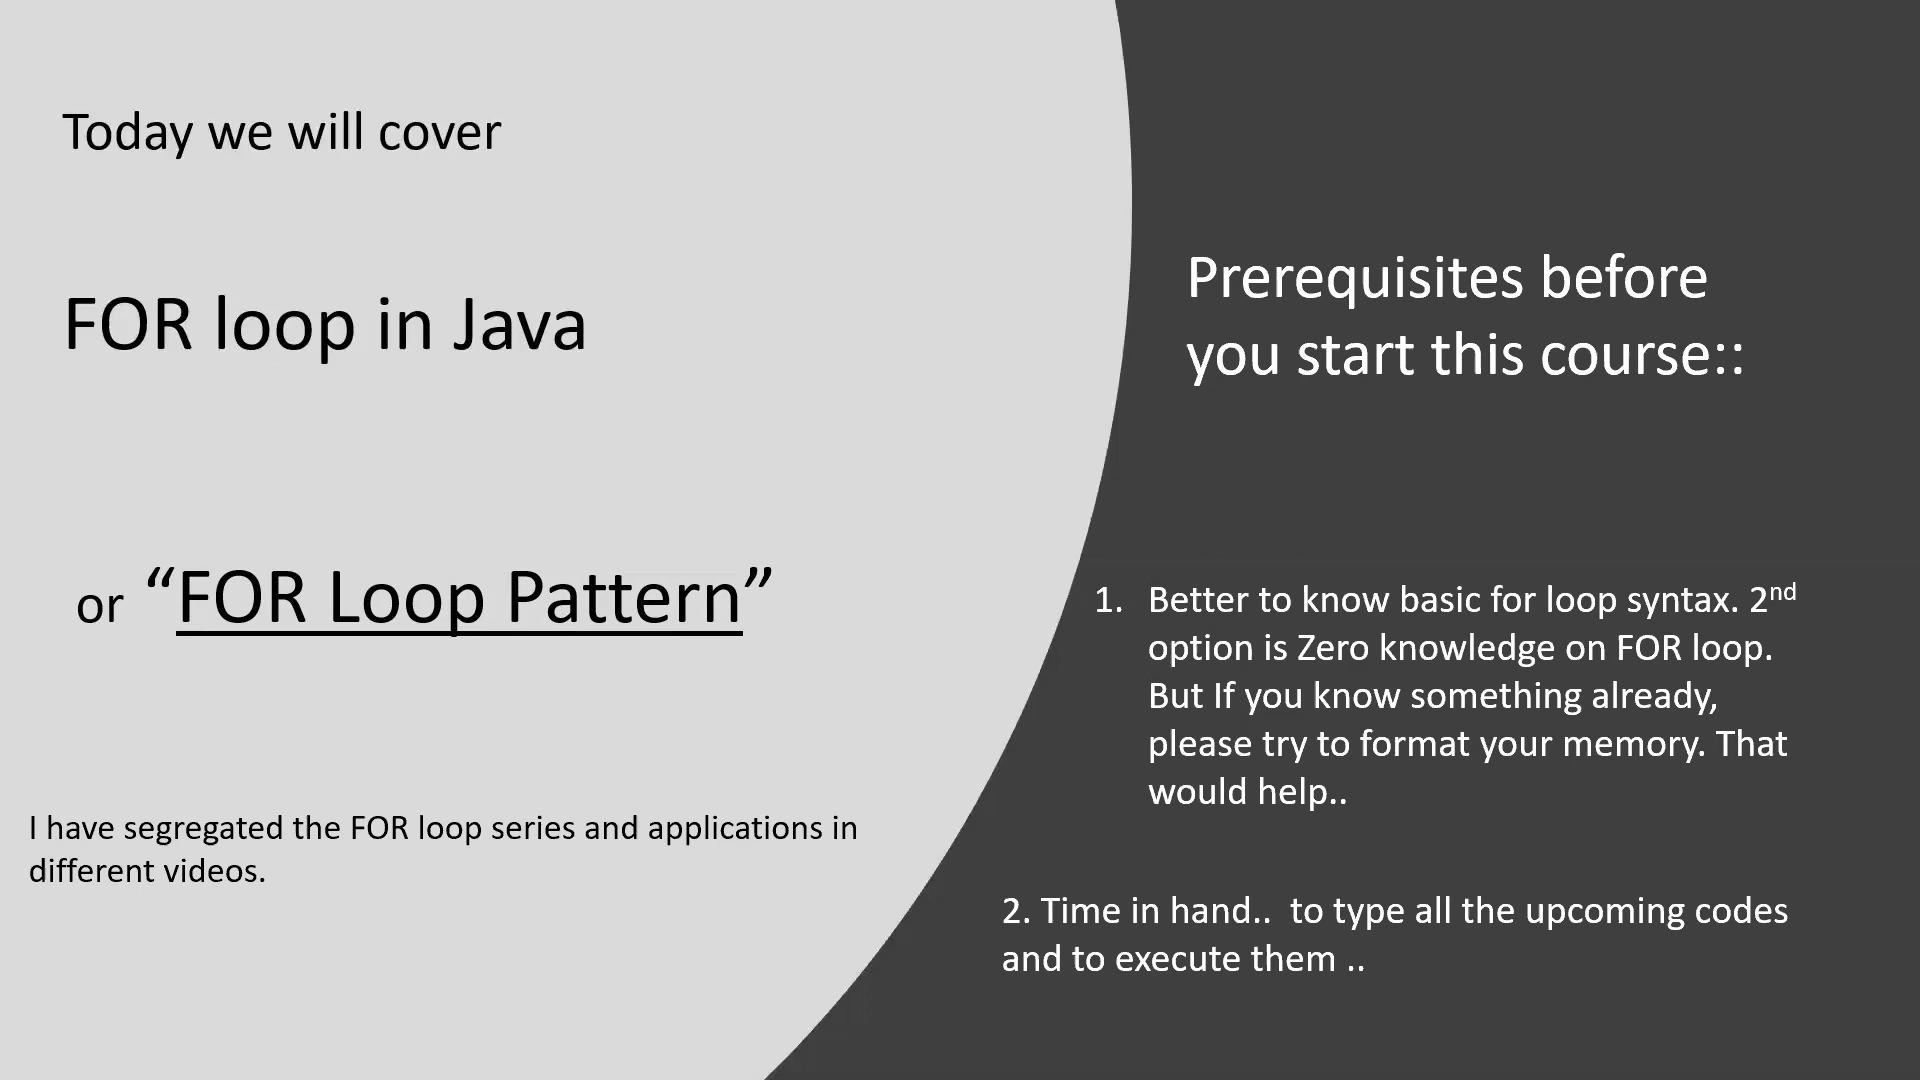 Today we will cover
FOR loop in Java
or “FOR Loop Pattern”
I have segregated the FOR loop series and applications in
different videos.
Prerequisites before
you start this course::
1. Better to know basic for loop syntax. 2nd
option is Zero knowledge on FOR loop.
But If you know something already,
please try to format your memory. That
would help..
2. Time in hand.. to type all the upcoming codes
and to execute them ..